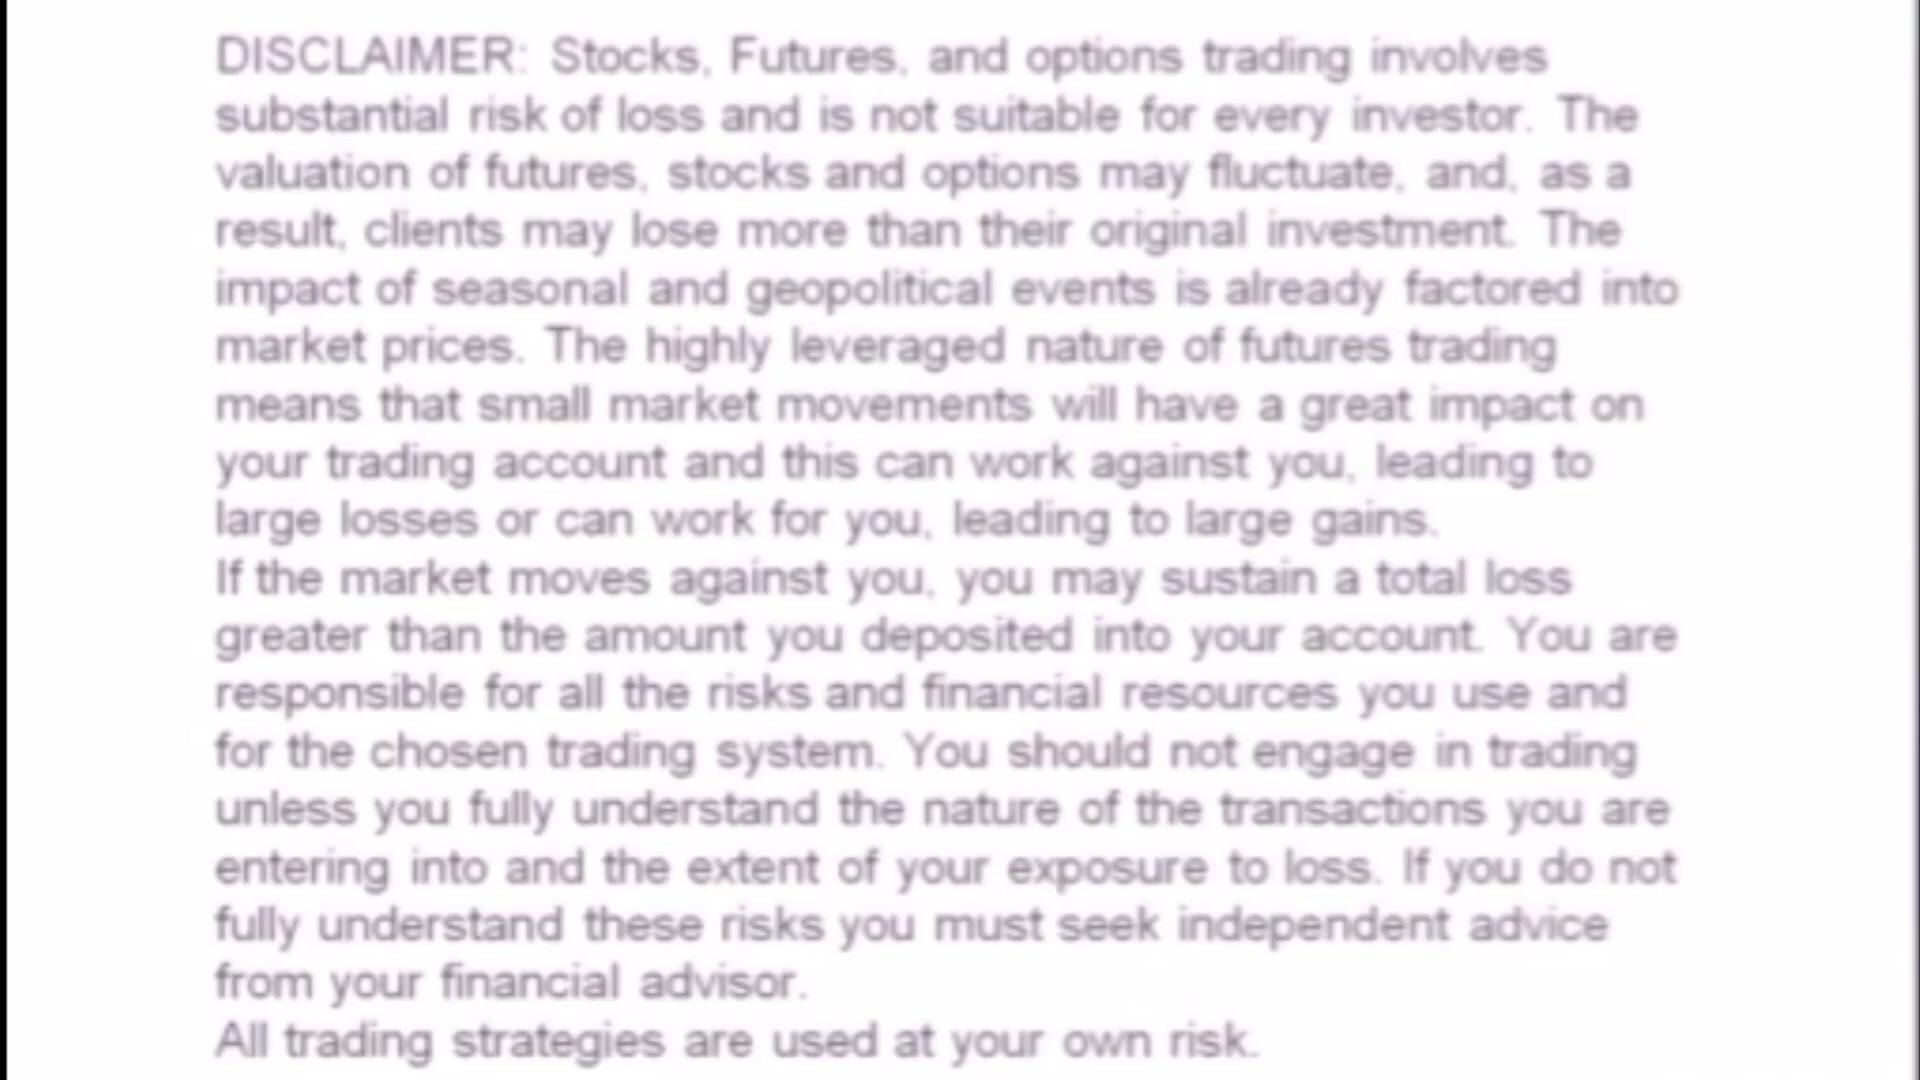 DISCLAIMER: Stocks, Futures, and options trading involves
substantial risk of loss and is not suitable for every investor. The
valuation of futures, stocks and options may fluctuate, and, as a
result, clients may lose more than their original investment. The
impact of seasonal and geopolitical events is already factored into
market prices. The highly leveraged nature of futures trading
means that small market movements will have a great impact on
your trading account and this can work against you, leading to
large losses or can work for you, leading to large gains.
If the market moves against you, you may sustain a total loss
greater than the amount you deposited into your account. You are
responsible for all the risks and financial resources you use and
for the chosen trading system. You should not engage in trading
unless you fully understand the nature of the transactions you are
entering into and the extent of your exposure to loss. If you do not
fully understand these risks you must seek independent advice
from your financial advisor.
All trading strategies are used at your own risk.